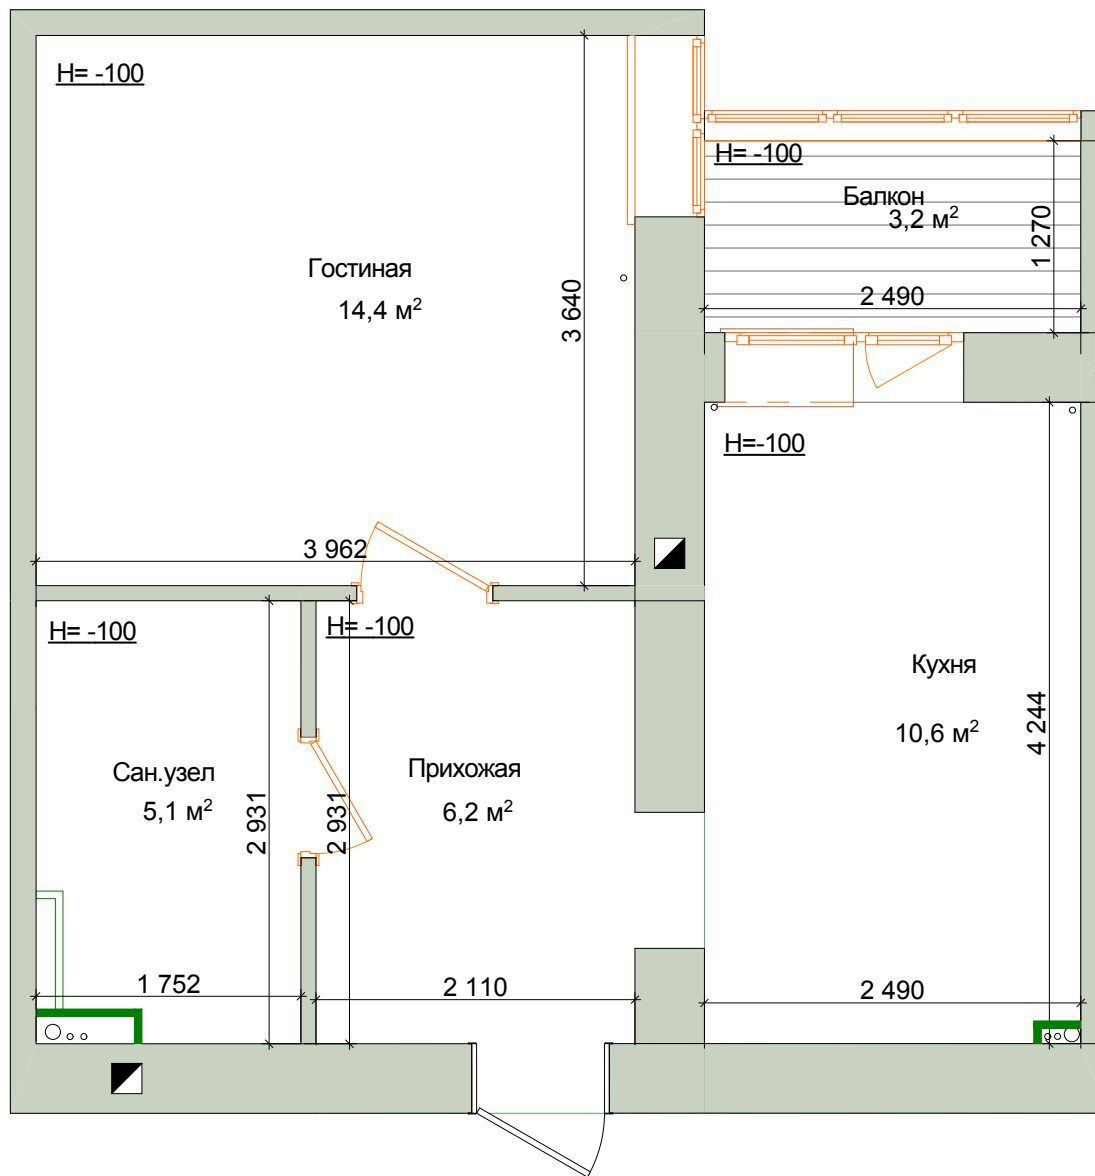 H= -100
H= -100
Балкон
3,2 м²
1 270
Гостиная
14,4 м²
3 640
2 490
H=-100
3 962
H= -100
H= -100
Кухня
10,6 м²
4 244
Сан.узел
5,1 м²
2 931
2 931
Прихожая
6,2 м²
1 752
2 110
2 490